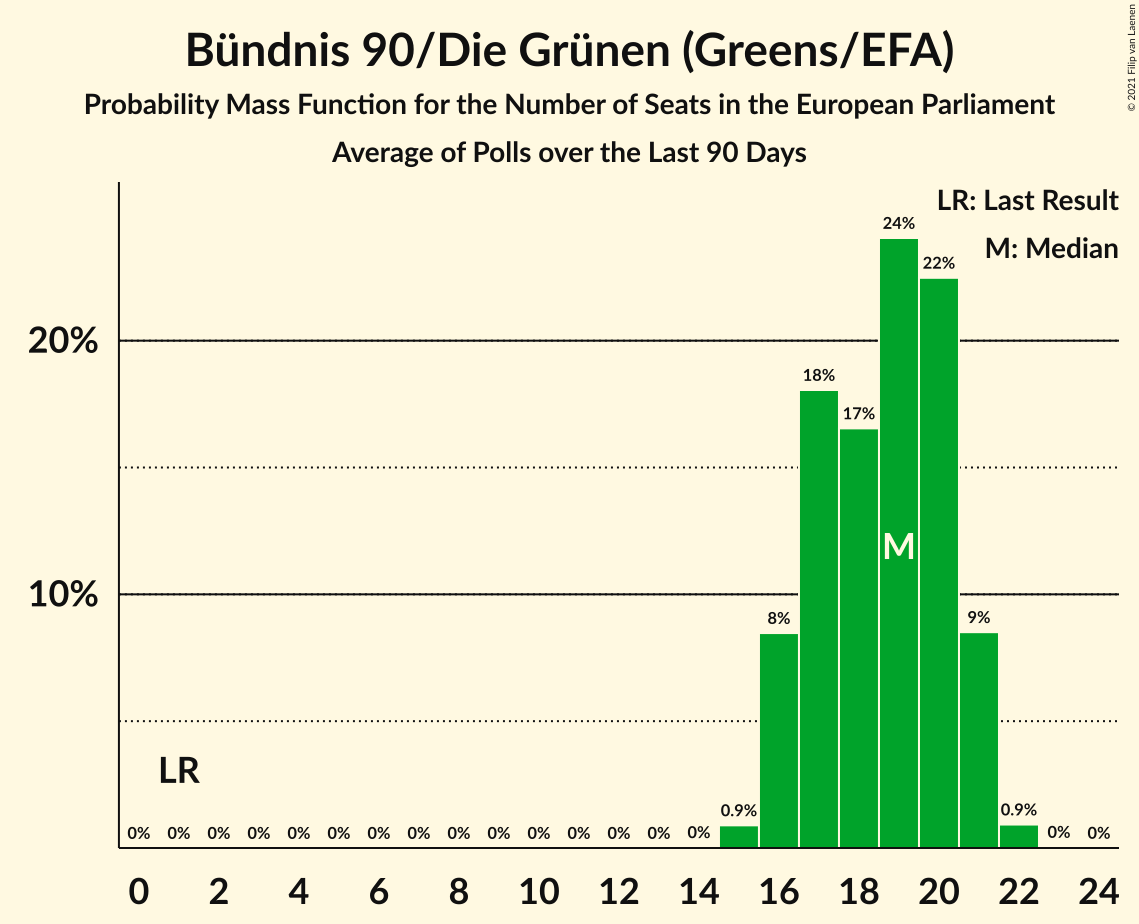 Bündnis 90/Die Grünen (Greens/EFA)
Probability Mass Function for the Number of Seats in the European Parliament
Average of Polls over the Last 90 Days
© 2021 Filip van Laenen
LR: Last Result
M: Median
24%
22%
20%
18%
17%
M
10%
8%
9%
LR
0% 0% 0% 0% 0% 0% 0% 0% 0% 0% 0% 0% 0% 0% 0% 0.9% 0.9% 0% 0%
0 2 4 6 8 10 12 14 16 18 20 22 24